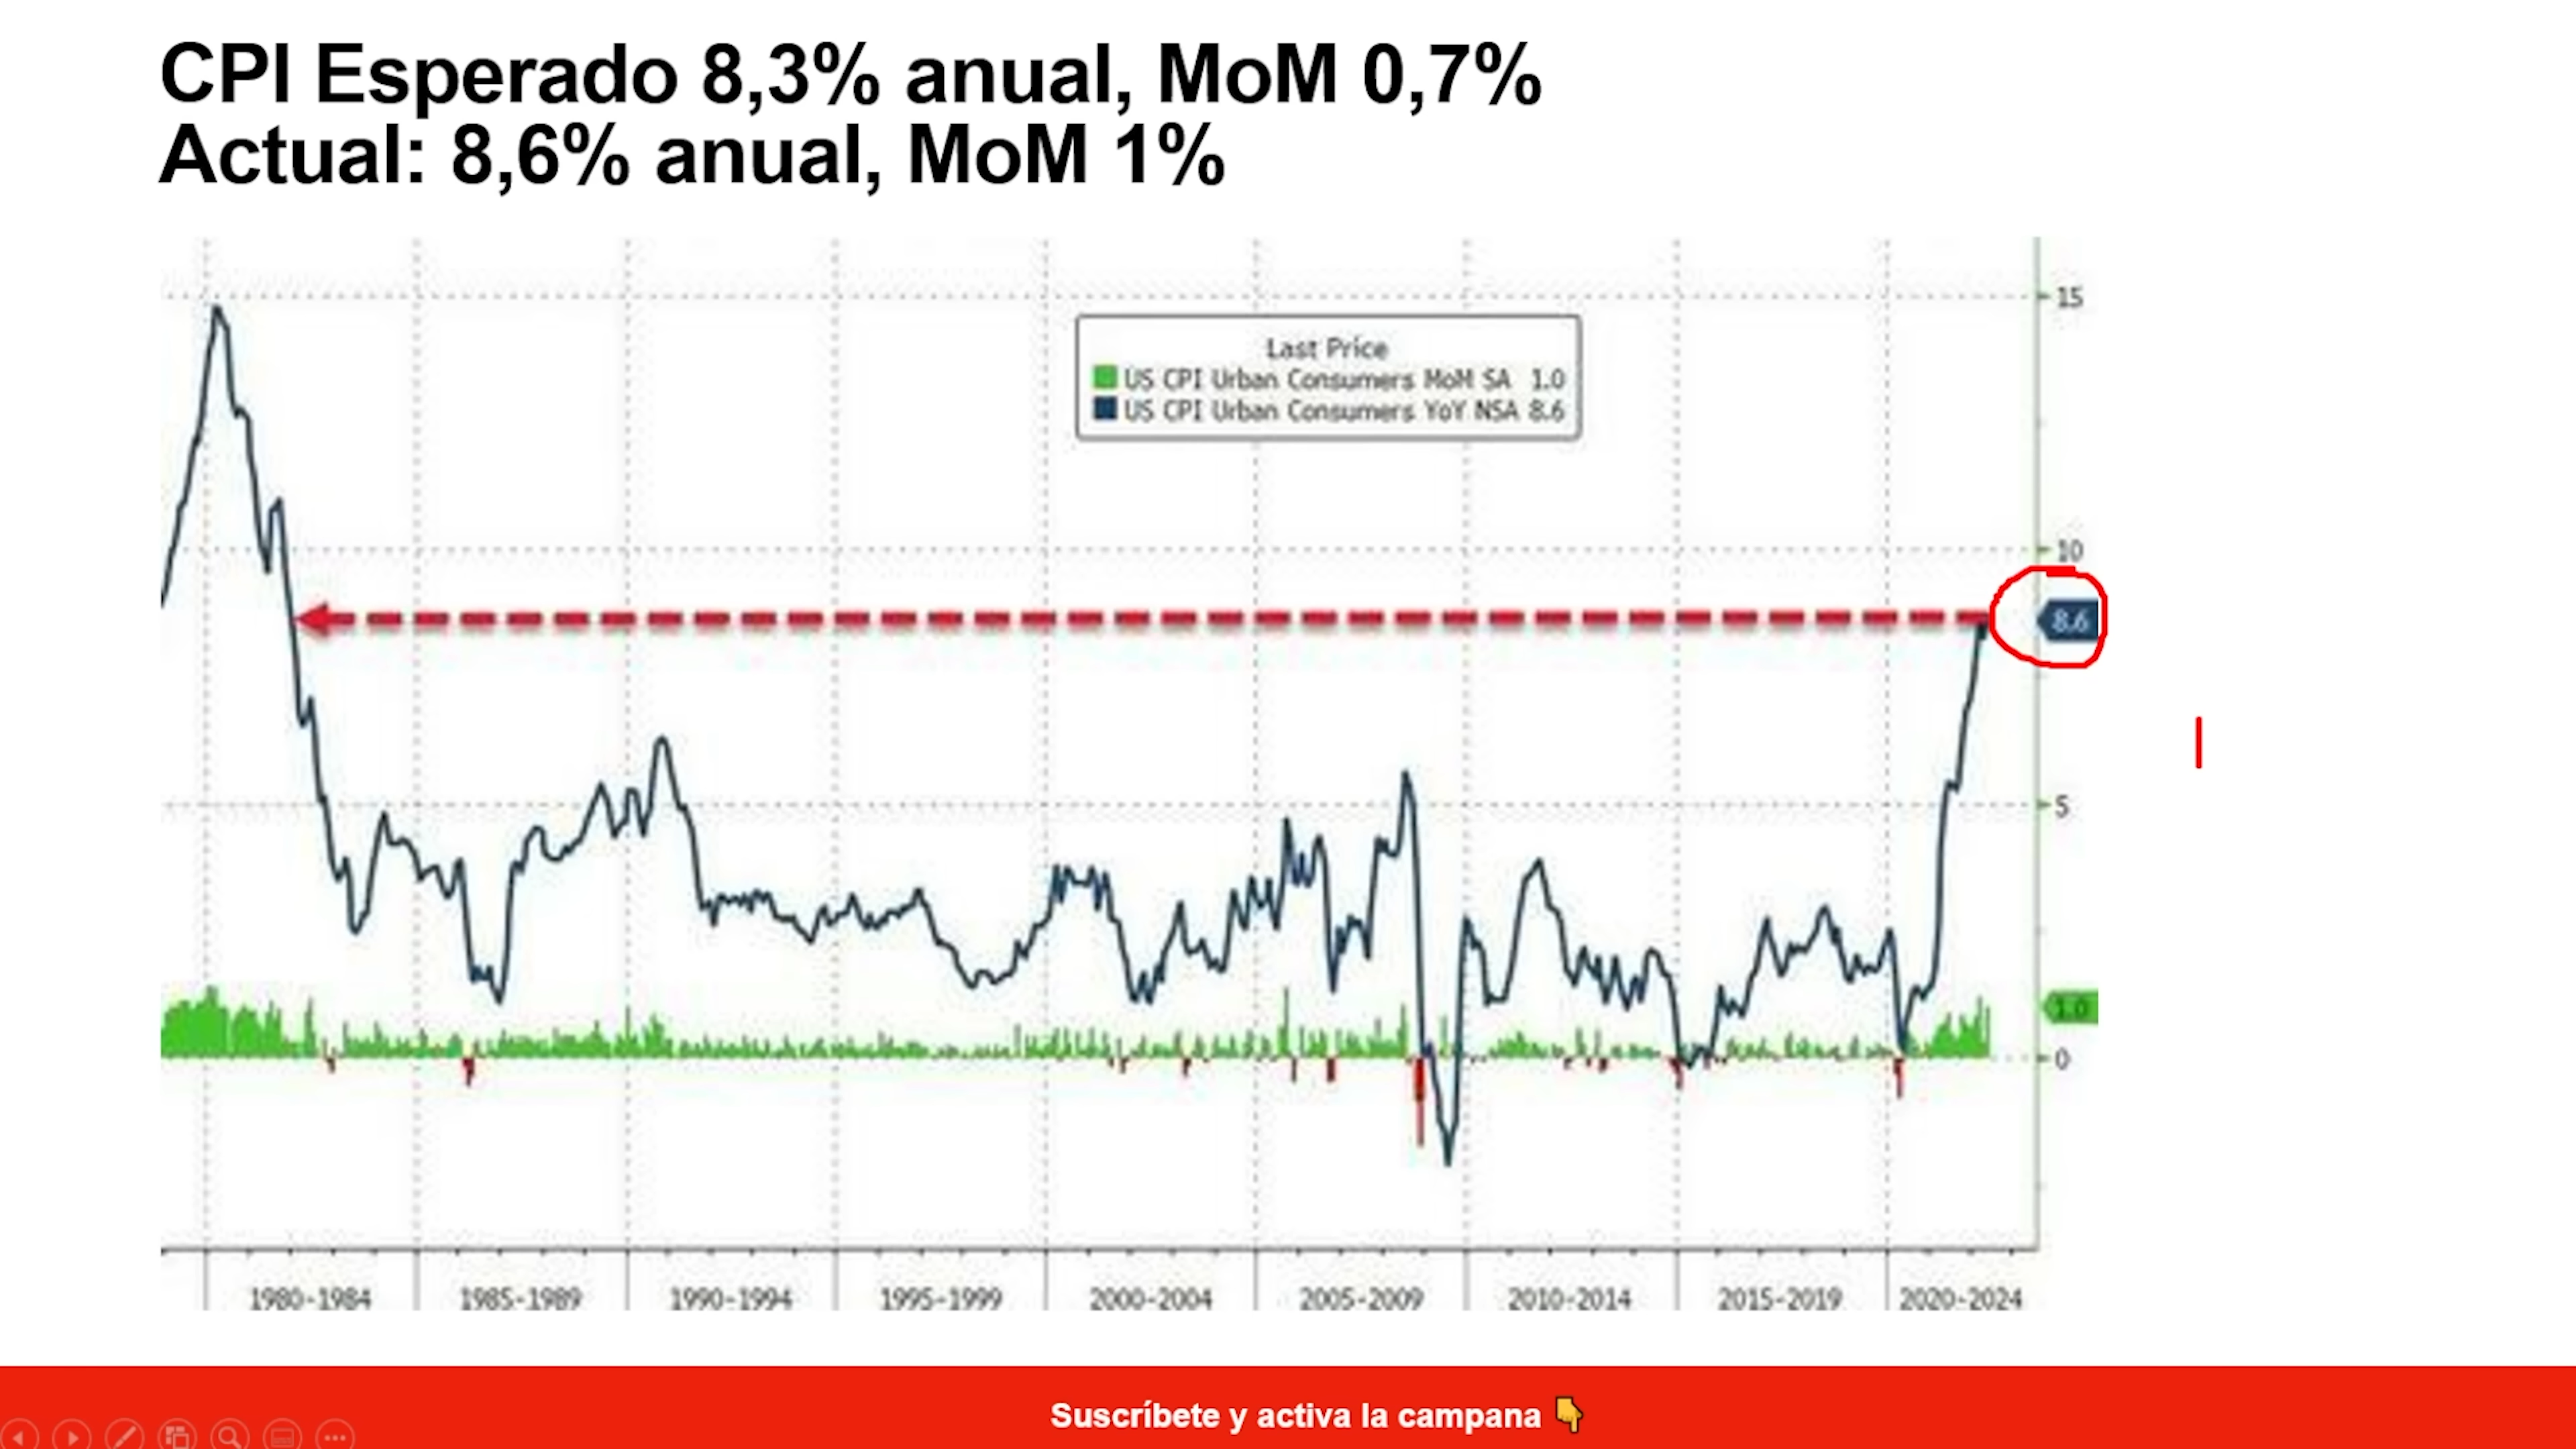 CPI Esperado 8,3% anual, MoM 0,7%
Actual: 8,6% anual, MoM 1%
Last Price
US CPI Urban Consumers MoM SA 1.0
US CPI Urban Consumers YoY NSA 8.6
15
10
8.6
5
1.0
0
1980-1984 1985-1989 1990-1994 1995-1999 2000-2004 2005-2009 2010-2014 2015-2019 2020-2024
Suscríbete y activa la campana 👇